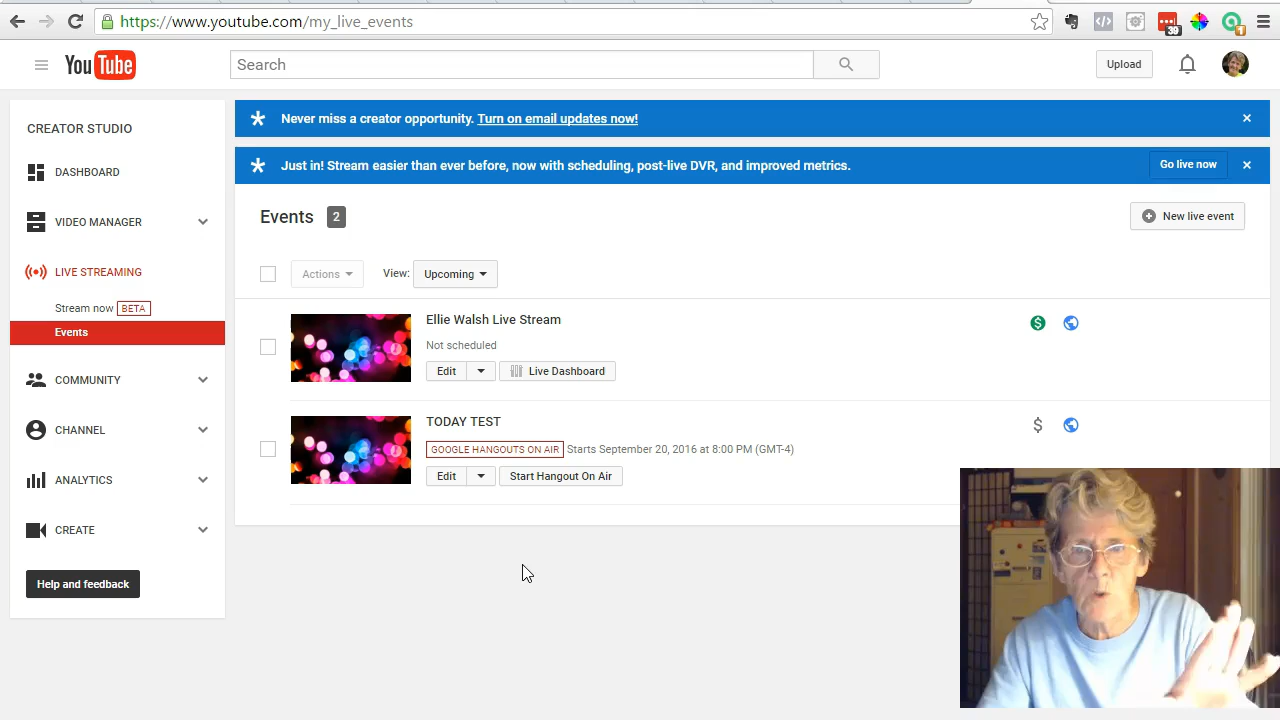 https://www.youtube.com/my_live_events
39
1
YouTube
Search
Upload
CREATOR STUDIO
DASHBOARD
VIDEO MANAGER
LIVE STREAMING
Stream now BETA
Events
COMMUNITY
CHANNEL
ANALYTICS
CREATE
Help and feedback
Never miss a creator opportunity. Turn on email updates now!
Just in! Stream easier than ever before, now with scheduling, post-live DVR, and improved metrics.
Go live now
Events 2
New live event
Actions
View: Upcoming
Ellie Walsh Live Stream
Not scheduled
Edit
Live Dashboard
TODAY TEST
GOOGLE HANGOUTS ON AIR Starts September 20, 2016 at 8:00 PM (GMT-4)
Edit
Start Hangout On Air